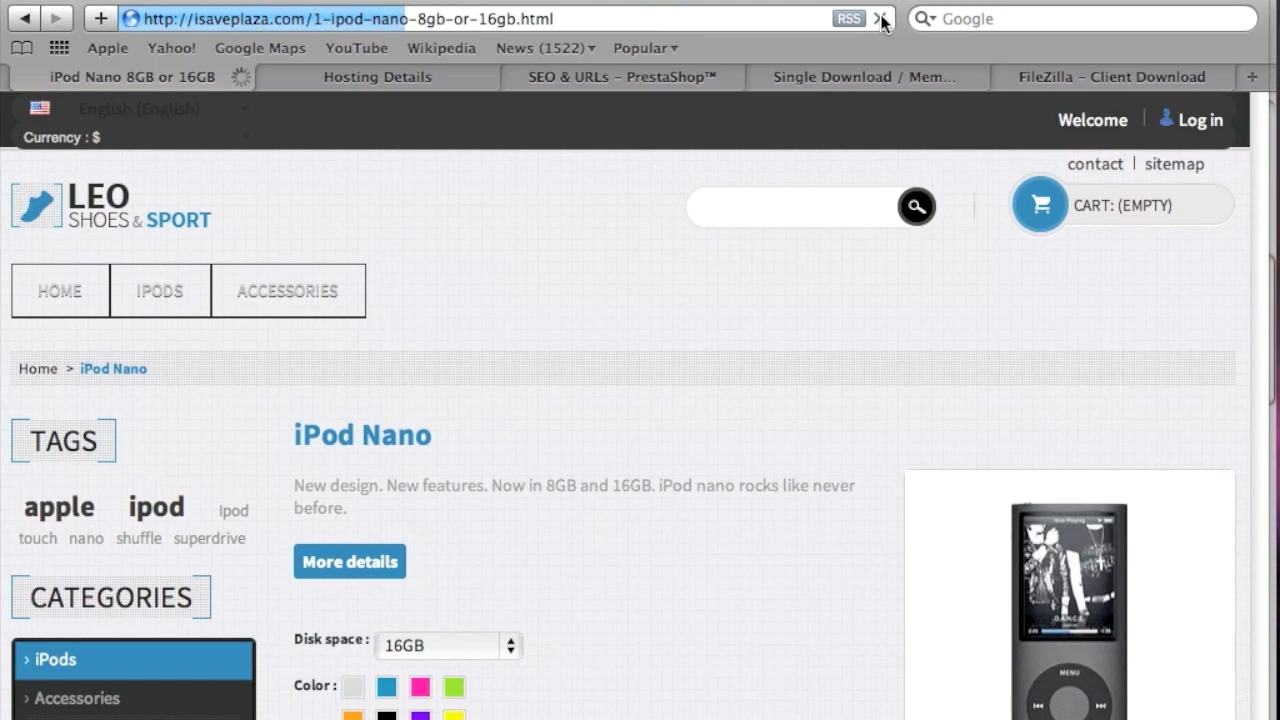 http://isaveplaza.com/1-ipod-nano-8gb-or-16gb.html RSS Google
Apple Yahoo! Google Maps YouTube Wikipedia News (1522)▾ Popular▾
iPod Nano 8GB or 16GB Hosting Details SEO & URLs – PrestaShop™ Single Download / Mem... FileZilla – Client Download
English (English)
Currency : $
Welcome Log in
contact | sitemap
LEO
SHOES & SPORT
CART: (EMPTY)
HOME IPODS ACCESSORIES
Home > iPod Nano
TAGS
iPod Nano
New design. New features. Now in 8GB and 16GB. iPod nano rocks like never
before.
apple ipod Ipod
touch nano shuffle superdrive
More details
CATEGORIES
Disk space : 16GB
› iPods
Color :
› Accessories
MENU